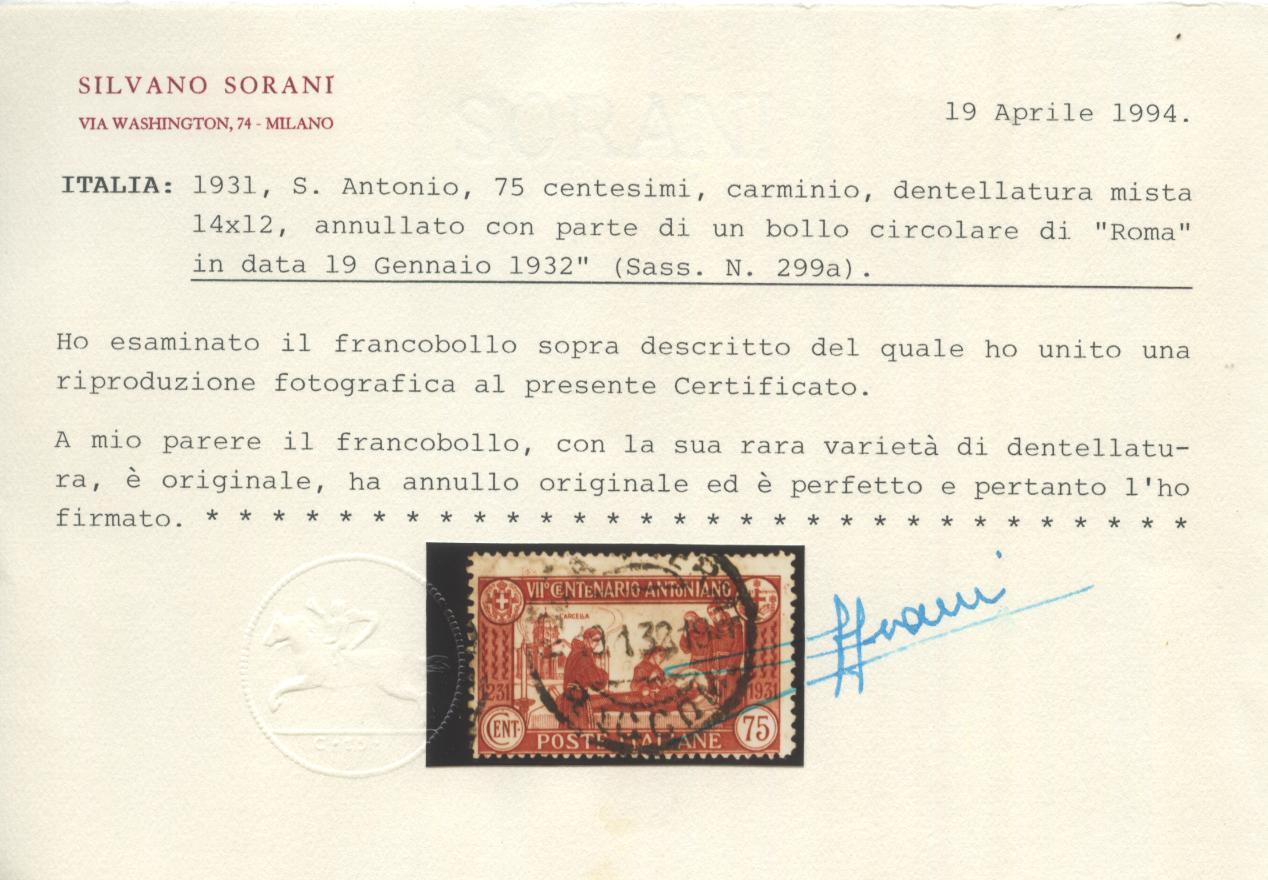 SILVANO SORANI
VIA WASHINGTON, 74 - MILANO
19 Aprile 1994.
ITALIA: 1931, S. Antonio, 75 centesimi, carminio, dentellatura mista
14x12, annullato con parte di un bollo circolare di "Roma"
in data 19 Gennaio 1932" (Sass. N. 299a).
Ho esaminato il francobollo sopra descritto del quale ho unito una
riproduzione fotografica al presente Certificato.
A mio parere il francobollo, con la sua rara varietà di dentellatu-
ra, è originale, ha annullo originale ed è perfetto e pertanto l'ho
firmato. * * * * * * * * * * * * * * * * * * * * * * * * * * * * * *
VII° CENTENARIO ANTONIANO
L'ARCELLA
1231
1931
CENT.
75
POSTE ITALIANE